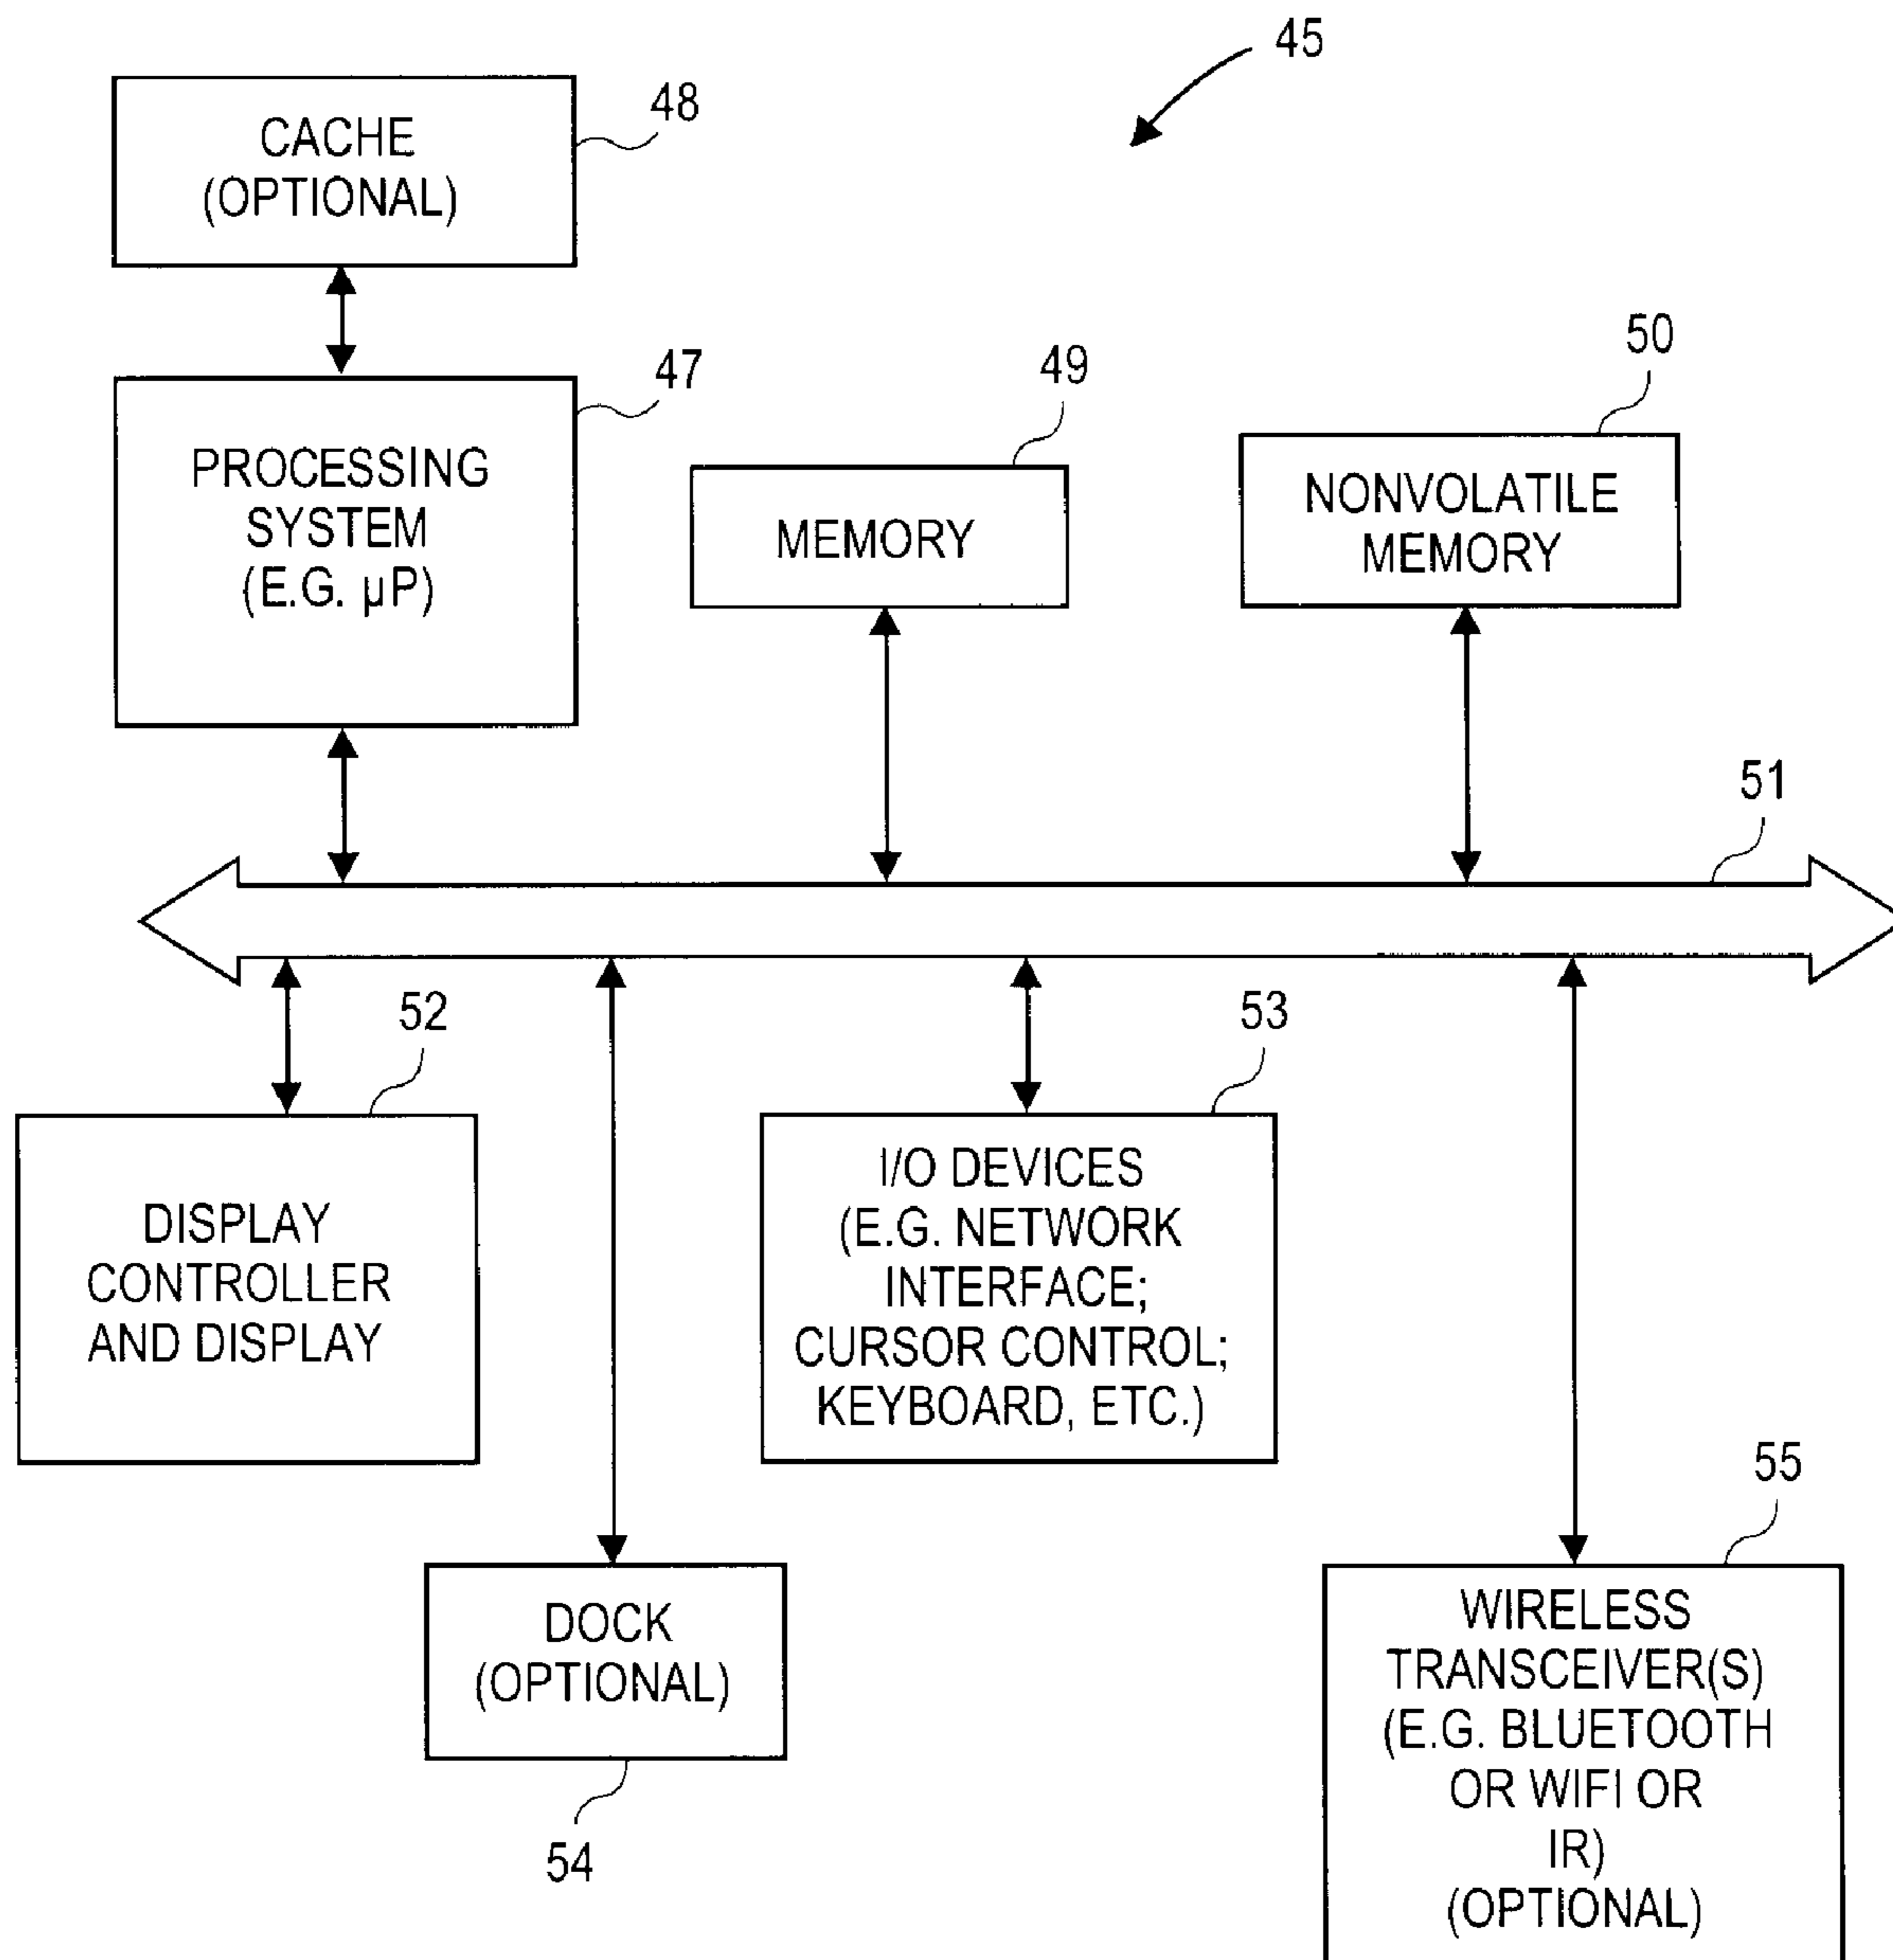 45
48
CACHE
(OPTIONAL)
47
PROCESSING
SYSTEM
(E.G. µP)
49
MEMORY
50
NONVOLATILE
MEMORY
51
52
DISPLAY
CONTROLLER
AND DISPLAY
53
I/O DEVICES
(E.G. NETWORK
INTERFACE;
CURSOR CONTROL;
KEYBOARD, ETC.)
DOCK
(OPTIONAL)
54
55
WIRELESS
TRANSCEIVER(S)
(E.G. BLUETOOTH
OR WIFI OR
IR)
(OPTIONAL)